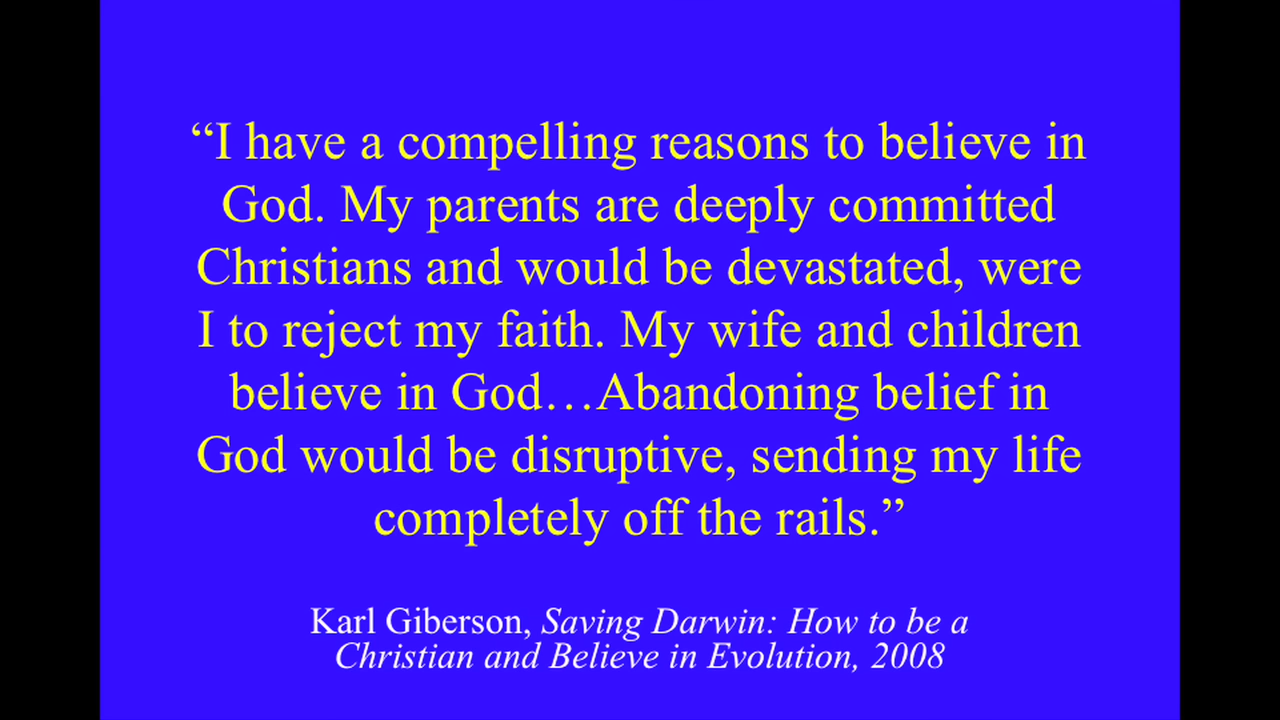 “I have a compelling reasons to believe in
God. My parents are deeply committed
Christians and would be devastated, were
I to reject my faith. My wife and children
believe in God…Abandoning belief in
God would be disruptive, sending my life
completely off the rails.”
Karl Giberson, Saving Darwin: How to be a
Christian and Believe in Evolution, 2008